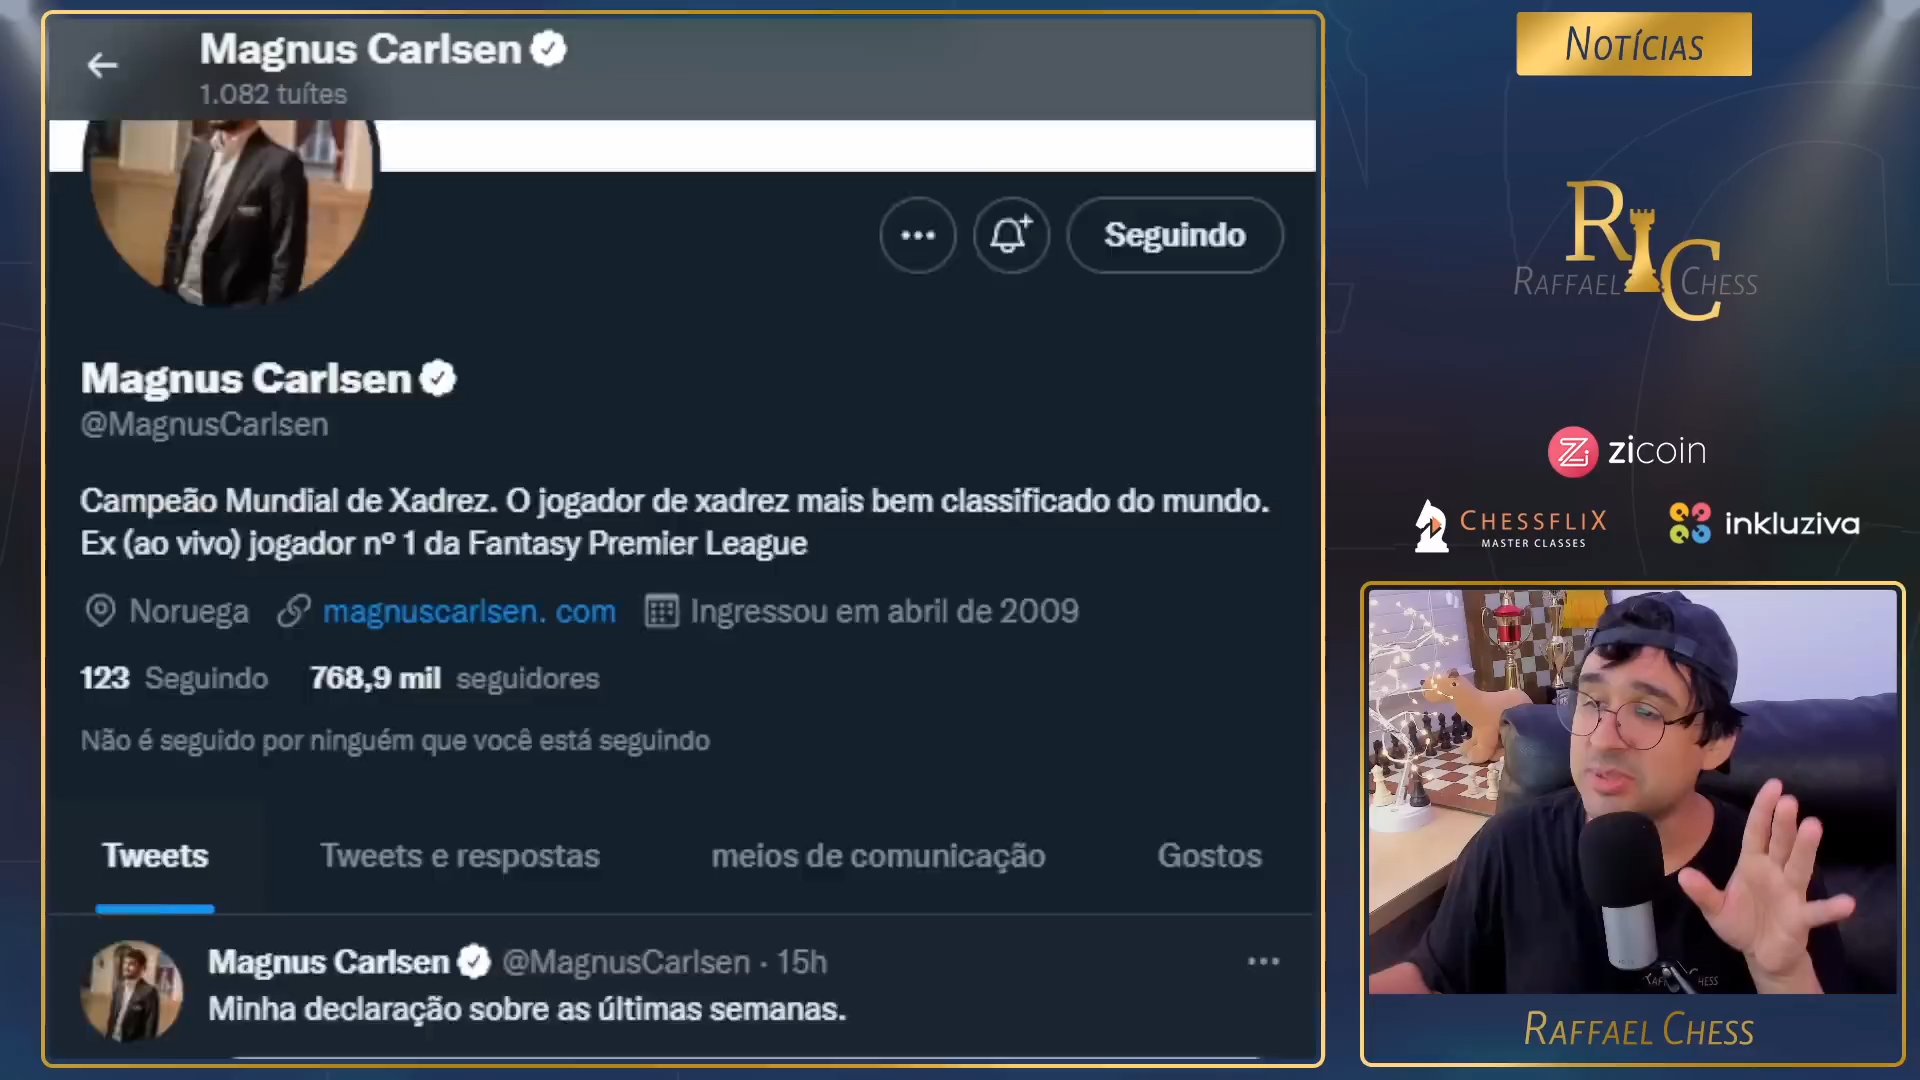 Magnus Carlsen
1.082 tuítes
Seguindo
Magnus Carlsen
@MagnusCarlsen
Campeão Mundial de Xadrez. O jogador de xadrez mais bem classificado do mundo.
Ex (ao vivo) jogador nº 1 da Fantasy Premier League
Noruega magnuscarlsen. com Ingressou em abril de 2009
123 Seguindo 768,9 mil seguidores
Não é seguido por ninguém que você está seguindo
Tweets Tweets e respostas meios de comunicação Gostos
Magnus Carlsen @MagnusCarlsen · 15h
Minha declaração sobre as últimas semanas.
NOTÍCIAS
R C
RAFFAEL CHESS
zicoin
CHESSFLIX
MASTER CLASSES
inkluziva
RAFFAEL CHESS